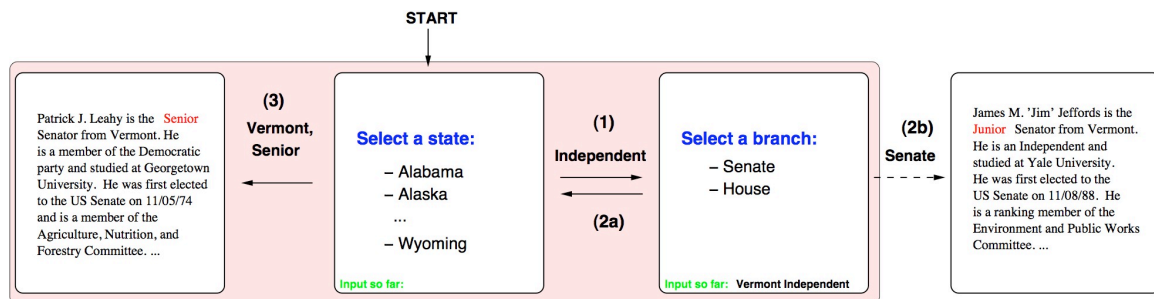 START
Patrick J. Leahy is the Senior
Senator from Vermont. He
is a member of the Democratic
party and studied at Georgetown
University. He was first elected
to the US Senate on 11/05/74
and is a member of the
Agriculture, Nutrition, and
Forestry Committee. ...
(3)
Vermont,
Senior
Select a state:
– Alabama
– Alaska
...
– Wyoming
Input so far:
(1)
Independent
(2a)
Select a branch:
– Senate
– House
Input so far: Vermont Independent
(2b)
Senate
James M. 'Jim' Jeffords is the
Junior Senator from Vermont.
He is an Independent and
studied at Yale University.
He was first elected to the
US Senate on 11/08/88. He
is a ranking member of the
Environment and Public Works
Committee. ...